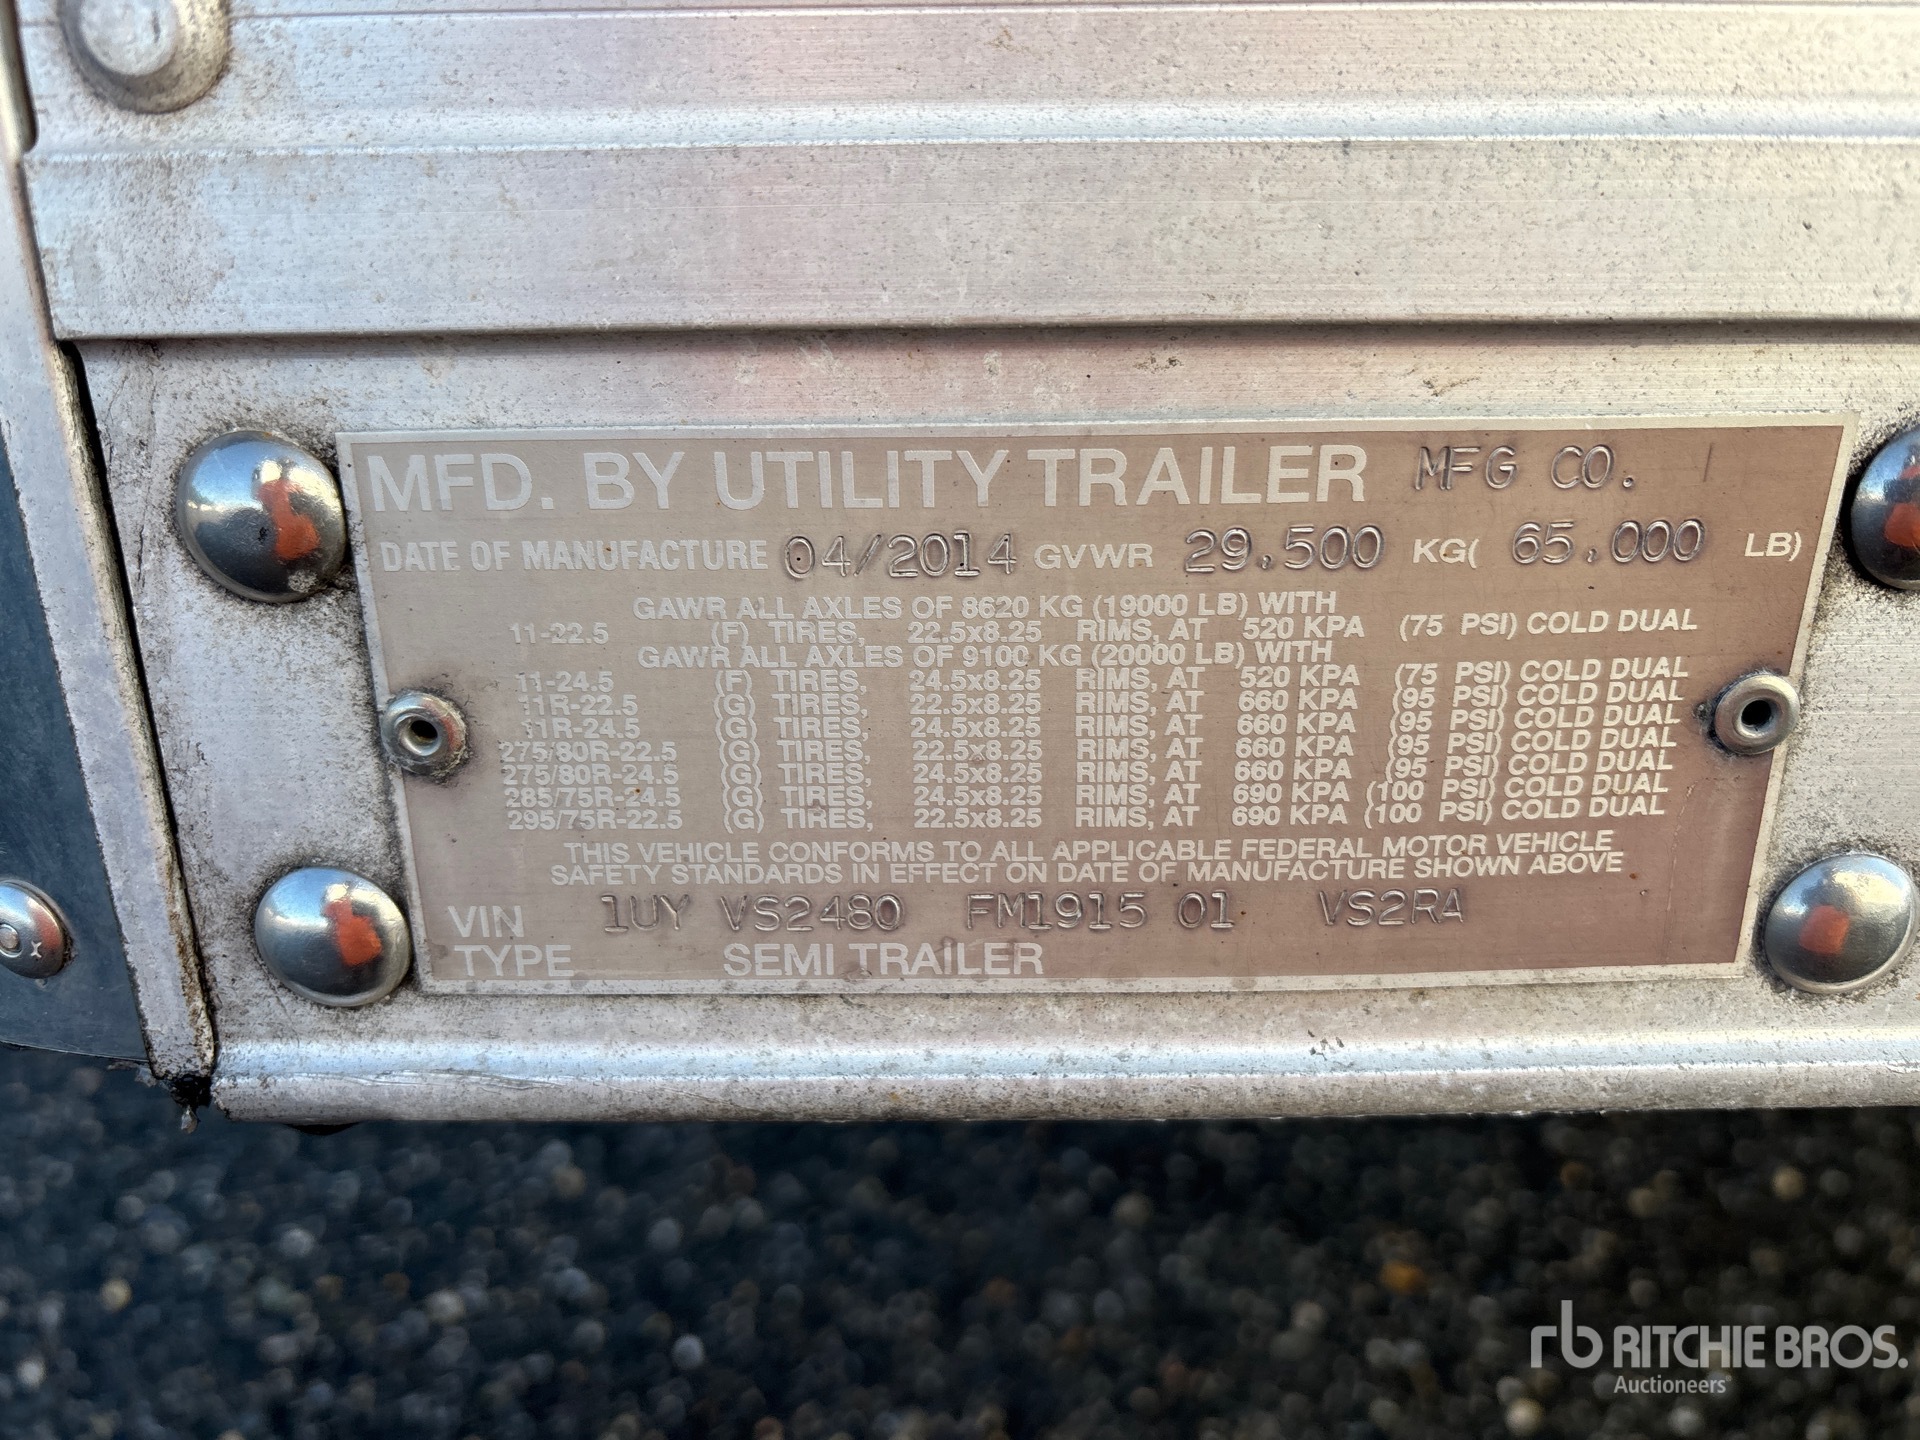 MFD. BY UTILITY TRAILER MFG CO.
DATE OF MANUFACTURE 04/2014 GVWR 29.500 KG( 65.000 LB)
GAWR ALL AXLES OF 8620 KG (19000 LB) WITH
11-22.5 (F) TIRES, 22.5x8.25 RIMS, AT 520 KPA (75 PSI) COLD DUAL
GAWR ALL AXLES OF 9100 KG (20000 LB) WITH
11-24.5 (F) TIRES, 24.5x8.25 RIMS, AT 520 KPA (75 PSI) COLD DUAL
11R-22.5 (G) TIRES, 22.5x8.25 RIMS, AT 660 KPA (95 PSI) COLD DUAL
11R-24.5 (G) TIRES, 24.5x8.25 RIMS, AT 660 KPA (95 PSI) COLD DUAL
275/80R-22.5 (G) TIRES, 22.5x8.25 RIMS, AT 660 KPA (95 PSI) COLD DUAL
275/80R-24.5 (G) TIRES, 24.5x8.25 RIMS, AT 660 KPA (95 PSI) COLD DUAL
285/75R-24.5 (G) TIRES, 24.5x8.25 RIMS, AT 690 KPA (100 PSI) COLD DUAL
295/75R-22.5 (G) TIRES, 22.5x8.25 RIMS, AT 690 KPA (100 PSI) COLD DUAL
THIS VEHICLE CONFORMS TO ALL APPLICABLE FEDERAL MOTOR VEHICLE
SAFETY STANDARDS IN EFFECT ON DATE OF MANUFACTURE SHOWN ABOVE
VIN 1UY VS2480 FM1915 01 VS2RA
TYPE SEMI TRAILER
X
rb RITCHIE BROS.
Auctioneers